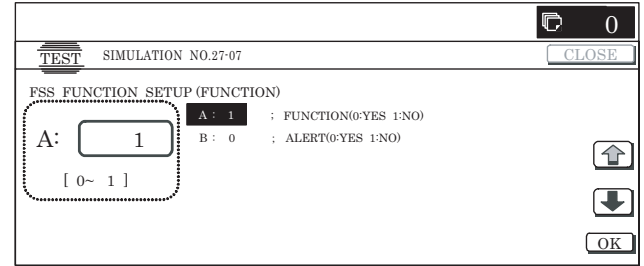 0
TEST SIMULATION NO.27-07 CLOSE
FSS FUNCTION SETUP (FUNCTION)
A : 1 ; FUNCTION(0:YES 1:NO)
B : 0 ; ALERT(0:YES 1:NO)
A: 1
[ 0~ 1 ]
OK